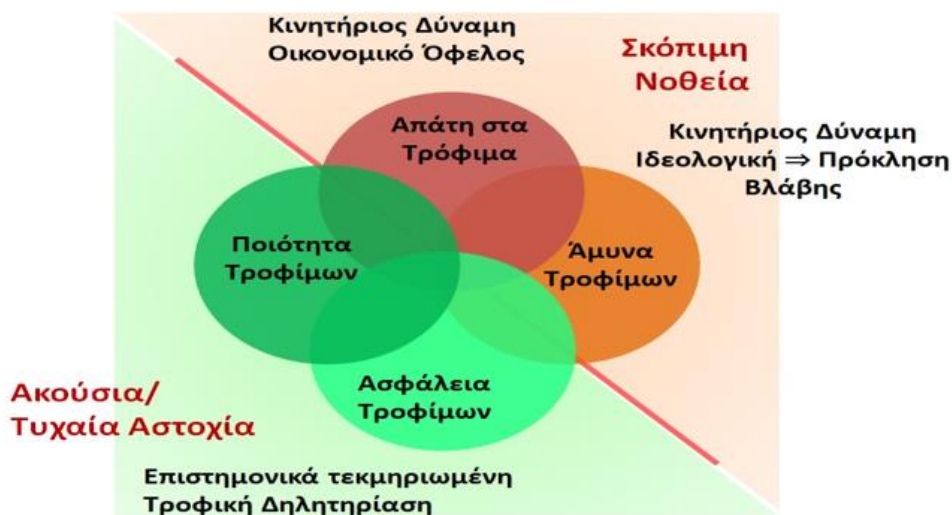 Κινητήριος Δύναμη
Οικονομικό Όφελος
Σκόπιμη
Νοθεία
Απάτη στα
Τρόφιμα
Κινητήριος Δύναμη
Ιδεολογική ⇒ Πρόκληση
Βλάβης
Ποιότητα
Τροφίμων
Άμυνα
Τροφίμων
Ασφάλεια
Τροφίμων
Ακούσια/
Τυχαία Αστοχία
Επιστημονικά τεκμηριωμένη
Τροφική Δηλητηρίαση